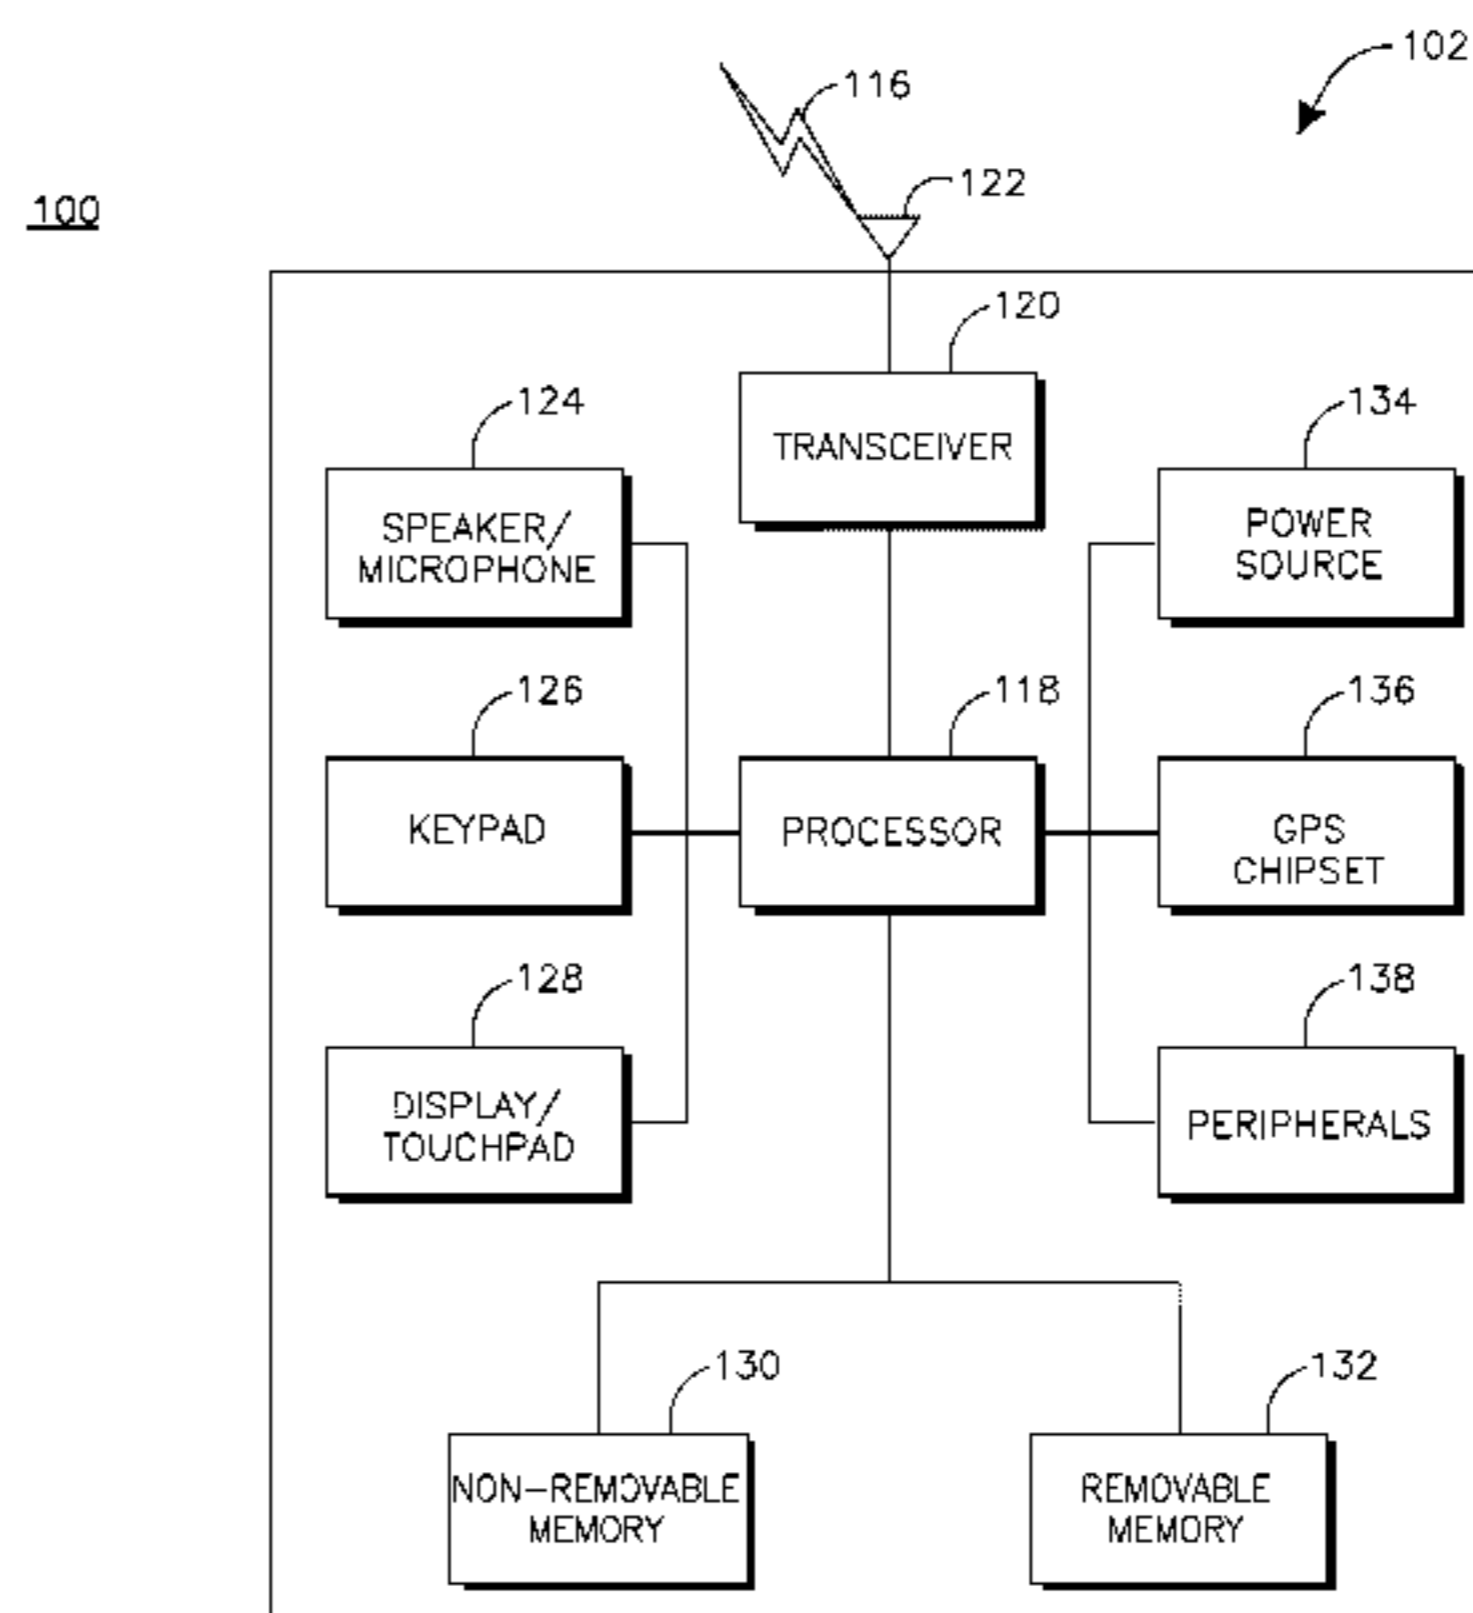 102
116
122
100
120
124
134
TRANSCEIVER
SPEAKER/
MICROPHONE
POWER
SOURCE
126
118
136
KEYPAD
PROCESSOR
GPS
CHIPSET
128
138
DISPLAY/
TOUCHPAD
PERIPHERALS
130
132
NON-REMOVABLE
MEMORY
REMOVABLE
MEMORY